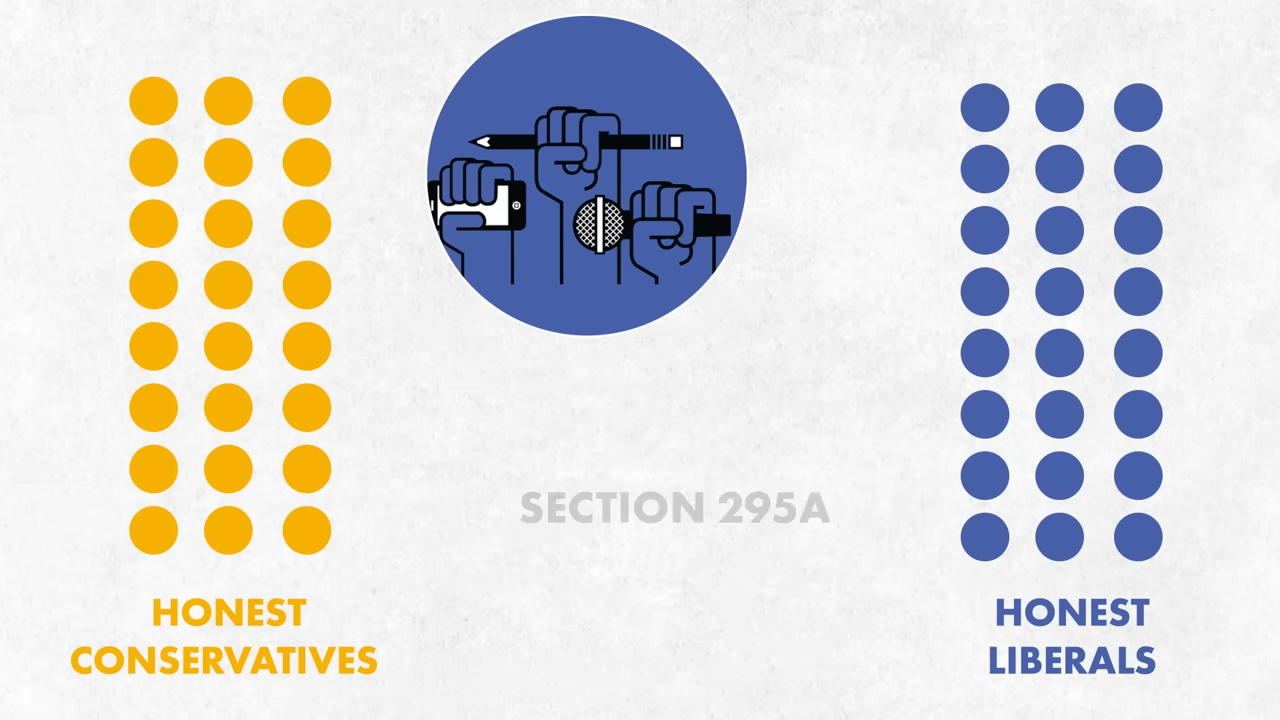 SECTION 295A
HONEST
CONSERVATIVES
HONEST
LIBERALS